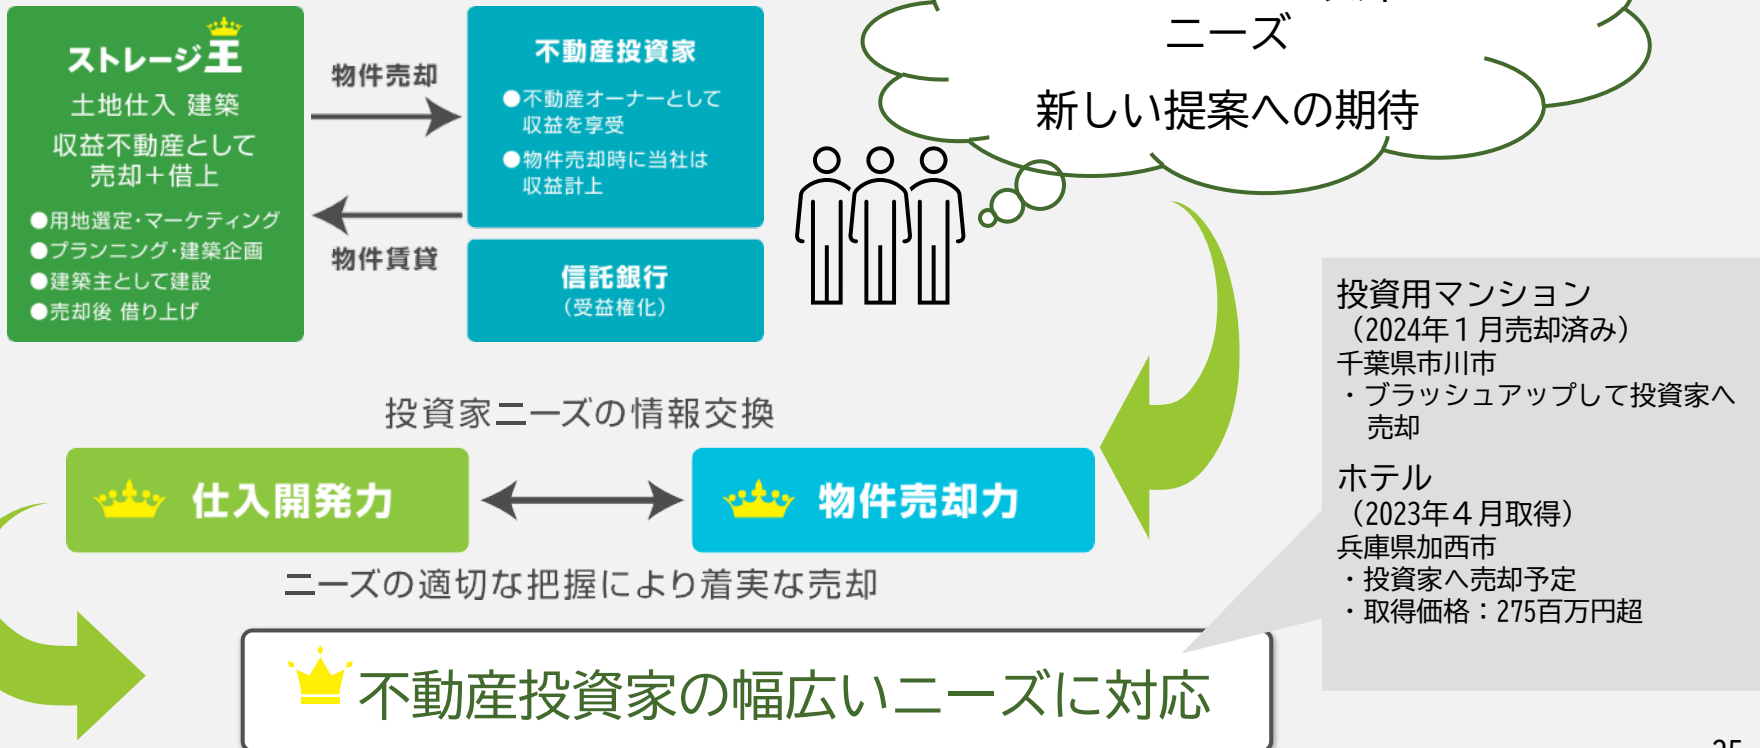 ストレージ王
土地仕入 建築
収益不動産として
売却＋借上
●用地選定・マーケティング
●プランニング・建築企画
●建築主として建設
●売却後 借り上げ
物件売却
物件賃貸
不動産投資家
●不動産オーナーとして
収益を享受
●物件売却時に当社は
収益計上
信託銀行
（受益権化）
ニーズ
新しい提案への期待
投資用マンション
（2024年１月売却済み）
千葉県市川市
・ブラッシュアップして投資家へ
売却
ホテル
（2023年４月取得）
兵庫県加西市
・投資家へ売却予定
・取得価格：275百万円超
投資家ニーズの情報交換
仕入開発力
物件売却力
ニーズの適切な把握により着実な売却
不動産投資家の幅広いニーズに対応